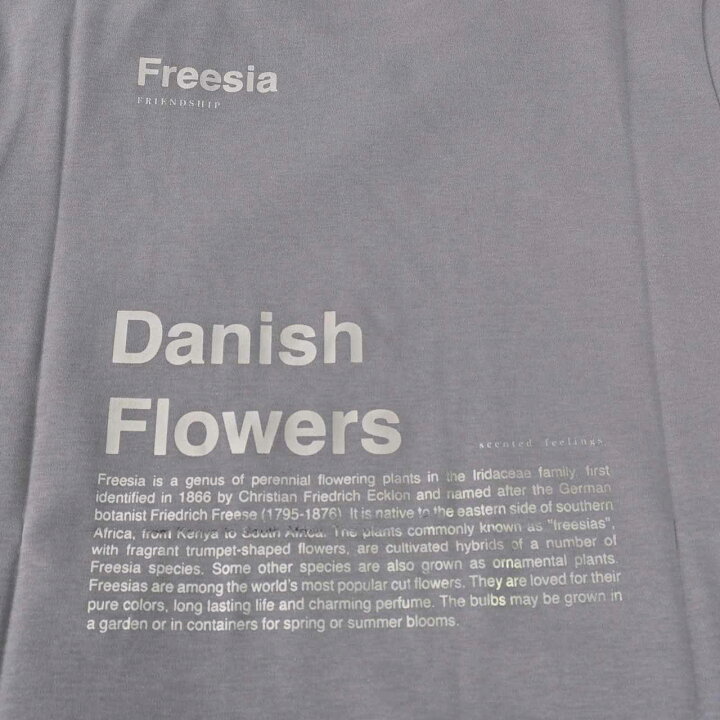 Freesia
FRIENDSHIP
Danish
Flowers
scented feelings
Freesia is a genus of perennial flowering plants in the Iridaceae family, first
identified in 1866 by Christian Friedrich Ecklon and named after the German
botanist Friedrich Freese (1795-1876). It is native to the eastern side of southern
Africa, from Kenya to South Africa. The plants commonly known as "freesias",
with fragrant trumpet-shaped flowers, are cultivated hybrids of a number of
Freesia species. Some other species are also grown as ornamental plants.
Freesias are among the world's most popular cut flowers. They are loved for their
pure colors, long lasting life and charming perfume. The bulbs may be grown in
a garden or in containers for spring or summer blooms.